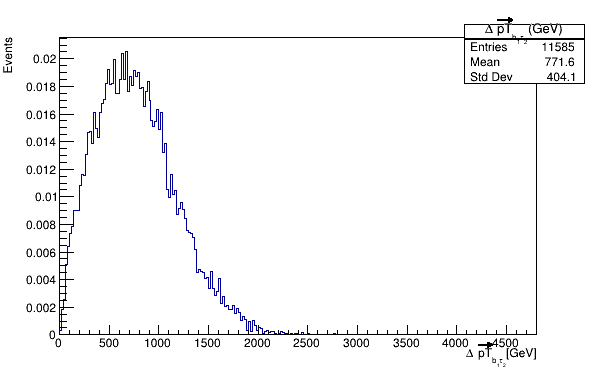 Δ pT b₁τ₂ (GeV)
Entries 11585
Mean 771.6
Std Dev 404.1
Events
0.02
0.018
0.016
0.014
0.012
0.01
0.008
0.006
0.004
0.002
0
0 500 1000 1500 2000 2500 3000 3500 4000 4500
Δ pT b₁τ₂ [GeV]